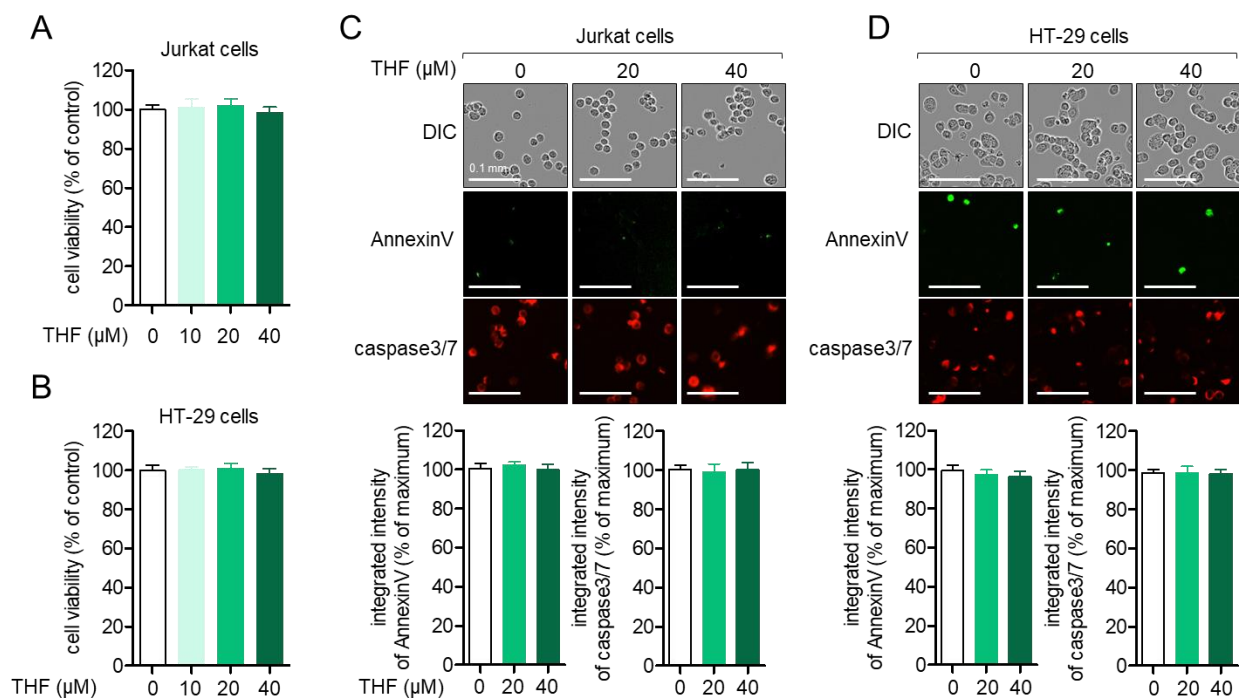 A
Jurkat cells
cell viability (% of control)
120
100
80
60
40
20
0
THF (µM)
0 10 20 40
B
HT-29 cells
cell viability (% of control)
120
100
80
60
40
20
0
THF (µM)
0 10 20 40
C
Jurkat cells
THF (µM) 0 20 40
DIC
0.1 mm
AnnexinV
caspase3/7
integrated intensity
of AnnexinV (% of maximum)
120
100
80
60
40
20
0
THF (µM)
0 20 40
integrated intensity
of caspase3/7 (% of maximum)
120
100
80
60
40
20
0
0 20 40
D
HT-29 cells
THF (µM) 0 20 40
DIC
AnnexinV
caspase3/7
integrated intensity
of AnnexinV (% of maximum)
120
100
80
60
40
20
0
THF (µM)
0 20 40
integrated intensity
of caspase3/7 (% of maximum)
120
100
80
60
40
20
0
0 20 40